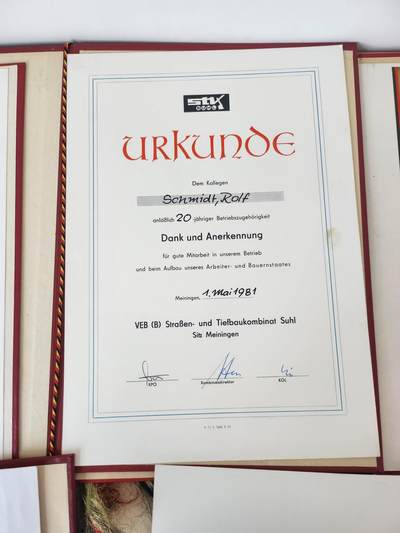 stk
SUHL
URKUNDE
Dem Kollegen
Schmidt, Rolf
anläßlich 20-jähriger Betriebszugehörigkeit
Dank und Anerkennung
für gute Mitarbeit in unserem Betrieb
und beim Aufbau unseres Arbeiter- und Bauernstaates
Meiningen, 1. Mai 1981
VEB (B) Straßen- und Tiefbaukombinat Suhl
Sitz Meiningen
BPO Kombinatsdirektor KGL